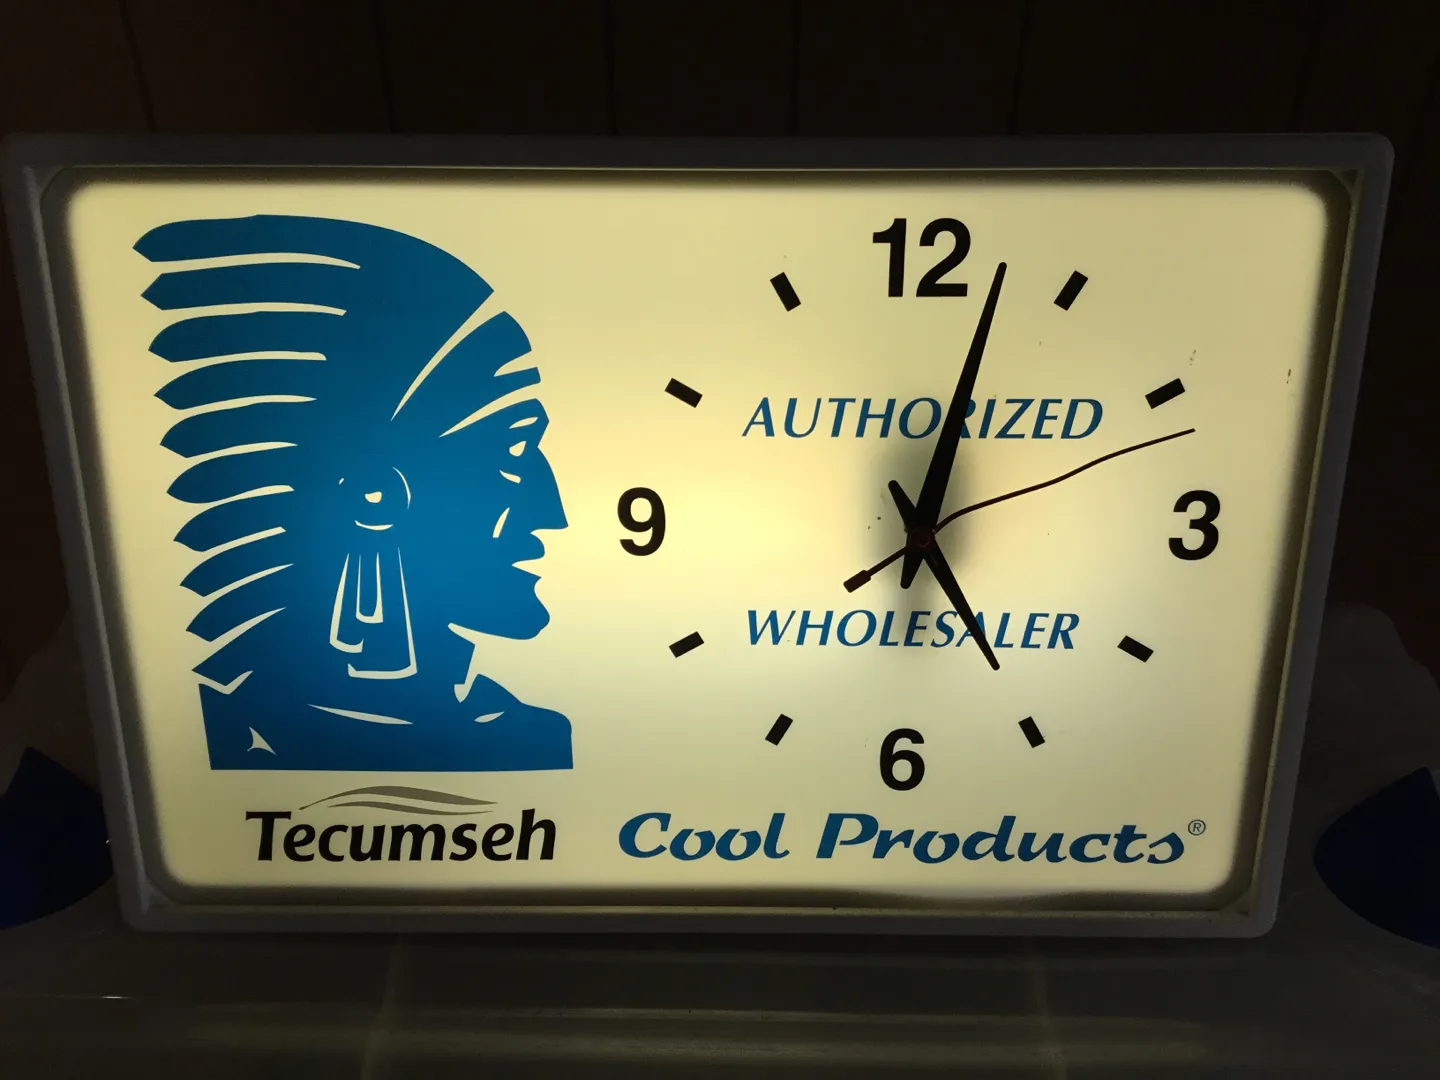 12
AUTHORIZED
9
3
WHOLESALER
6
Tecumseh
Cool Products®